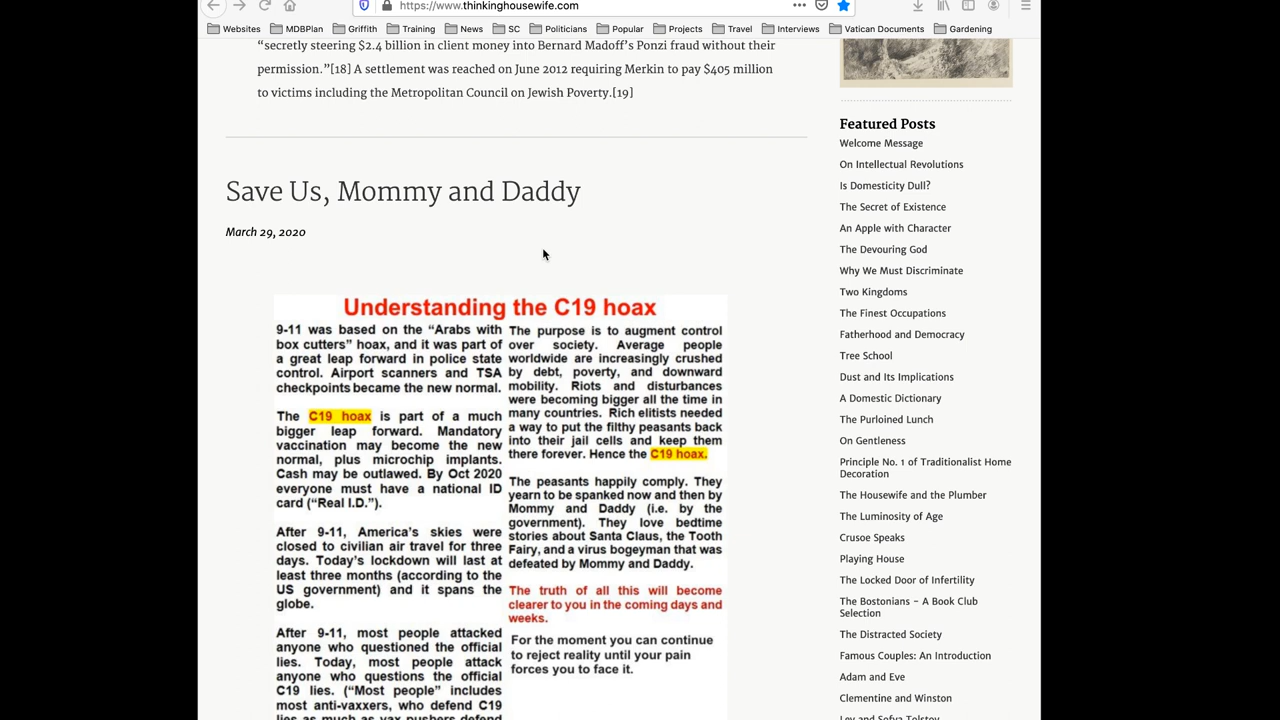 https://www.thinkinghousewife.com
Websites
MDBPlan
Griffith
Training
News
SC
Politicians
Popular
Projects
Travel
Interviews
Vatican Documents
Gardening
“secretly steering $2.4 billion in client money into Bernard Madoff’s Ponzi fraud without their
permission.”[18] A settlement was reached on June 2012 requiring Merkin to pay $405 million
to victims including the Metropolitan Council on Jewish Poverty.[19]
Save Us, Mommy and Daddy
March 29, 2020
Understanding the C19 hoax
9-11 was based on the “Arabs with
box cutters” hoax, and it was part of
a great leap forward in police state
control. Airport scanners and TSA
checkpoints became the new normal.
The C19 hoax is part of a much
bigger leap forward. Mandatory
vaccination may become the new
normal, plus microchip implants.
Cash may be outlawed. By Oct 2020
everyone must have a national ID
card (“Real I.D.”).
After 9-11, America’s skies were
closed to civilian air travel for three
days. Today’s lockdown will last at
least three months (according to the
US government) and it spans the
globe.
After 9-11, most people attacked
anyone who questioned the official
lies. Today, most people attack
anyone who questions the official
C19 lies. (“Most people” includes
most anti-vaxxers, who defend C19
lies as much as vax pushers defend
The purpose is to augment control
over society. Average people
worldwide are increasingly crushed
by debt, poverty, and downward
mobility. Riots and disturbances
were becoming bigger all the time in
many countries. Rich elitists needed
a way to put the filthy peasants back
into their jail cells and keep them
there forever. Hence the C19 hoax.
The peasants happily comply. They
yearn to be spanked now and then by
Mommy and Daddy (i.e. by the
government). They love bedtime
stories about Santa Claus, the Tooth
Fairy, and a virus bogeyman that was
defeated by Mommy and Daddy.
The truth of all this will become
clearer to you in the coming days and
weeks.
For the moment you can continue
to reject reality until your pain
forces you to face it.
Featured Posts
Welcome Message
On Intellectual Revolutions
Is Domesticity Dull?
The Secret of Existence
An Apple with Character
The Devouring God
Why We Must Discriminate
Two Kingdoms
The Finest Occupations
Fatherhood and Democracy
Tree School
Dust and Its Implications
A Domestic Dictionary
The Purloined Lunch
On Gentleness
Principle No. 1 of Traditionalist Home
Decoration
The Housewife and the Plumber
The Luminosity of Age
Crusoe Speaks
Playing House
The Locked Door of Infertility
The Bostonians – A Book Club
Selection
The Distracted Society
Famous Couples: An Introduction
Adam and Eve
Clementine and Winston
Lev and Sofya Tolstoy